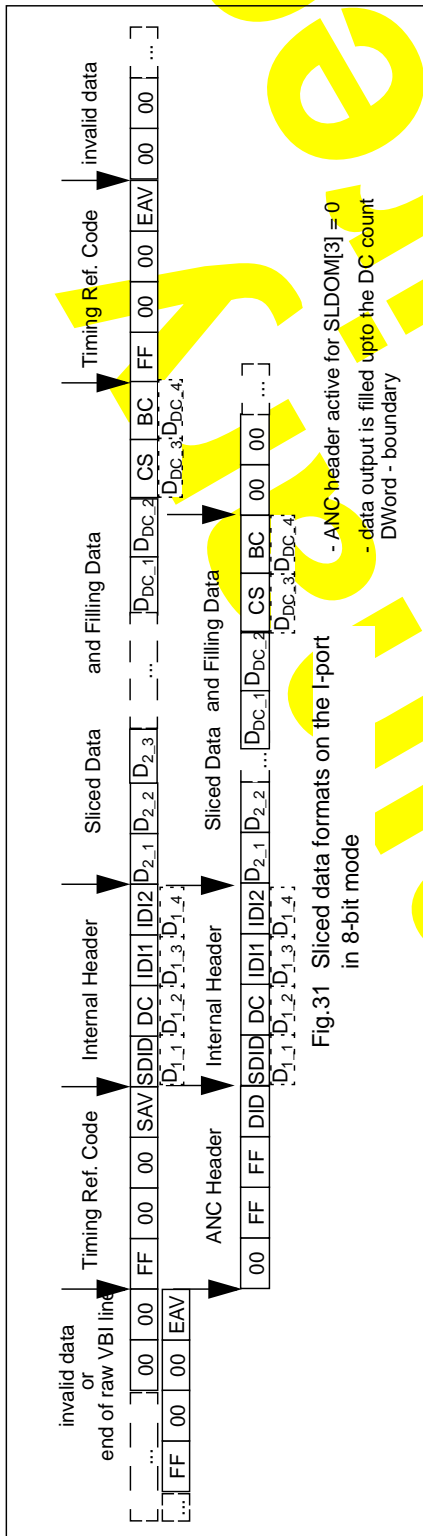 invalid data
or
end of raw VBI line
Timing Ref. Code
Internal Header
Sliced Data
and Filling Data
Timing Ref. Code
invalid data
... 00 00 FF 00 00 SAV SDID DC IDI1 IDI2 D2_1 D2_2 D2_3 ... DDC_1 DDC_2 CS BC FF 00 00 EAV 00 00 ...
... FF 00 00 EAV
D1_1 D1_2 D1_3 D1_4
DDC_3 DDC_4
ANC Header
Internal Header
Sliced Data
and Filling Data
00 FF FF DID SDID DC IDI1 IDI2 D2_1 D2_2 ... DDC_1 DDC_2 CS BC 00 00 ...
D1_1 D1_2 D1_3 D1_4
DDC_3 DDC_4
- ANC header active for SLDOM[3] = 0
- data output is filled upto the DC count
DWord - boundary
Fig.31 Sliced data formats on the I-port
in 8-bit mode